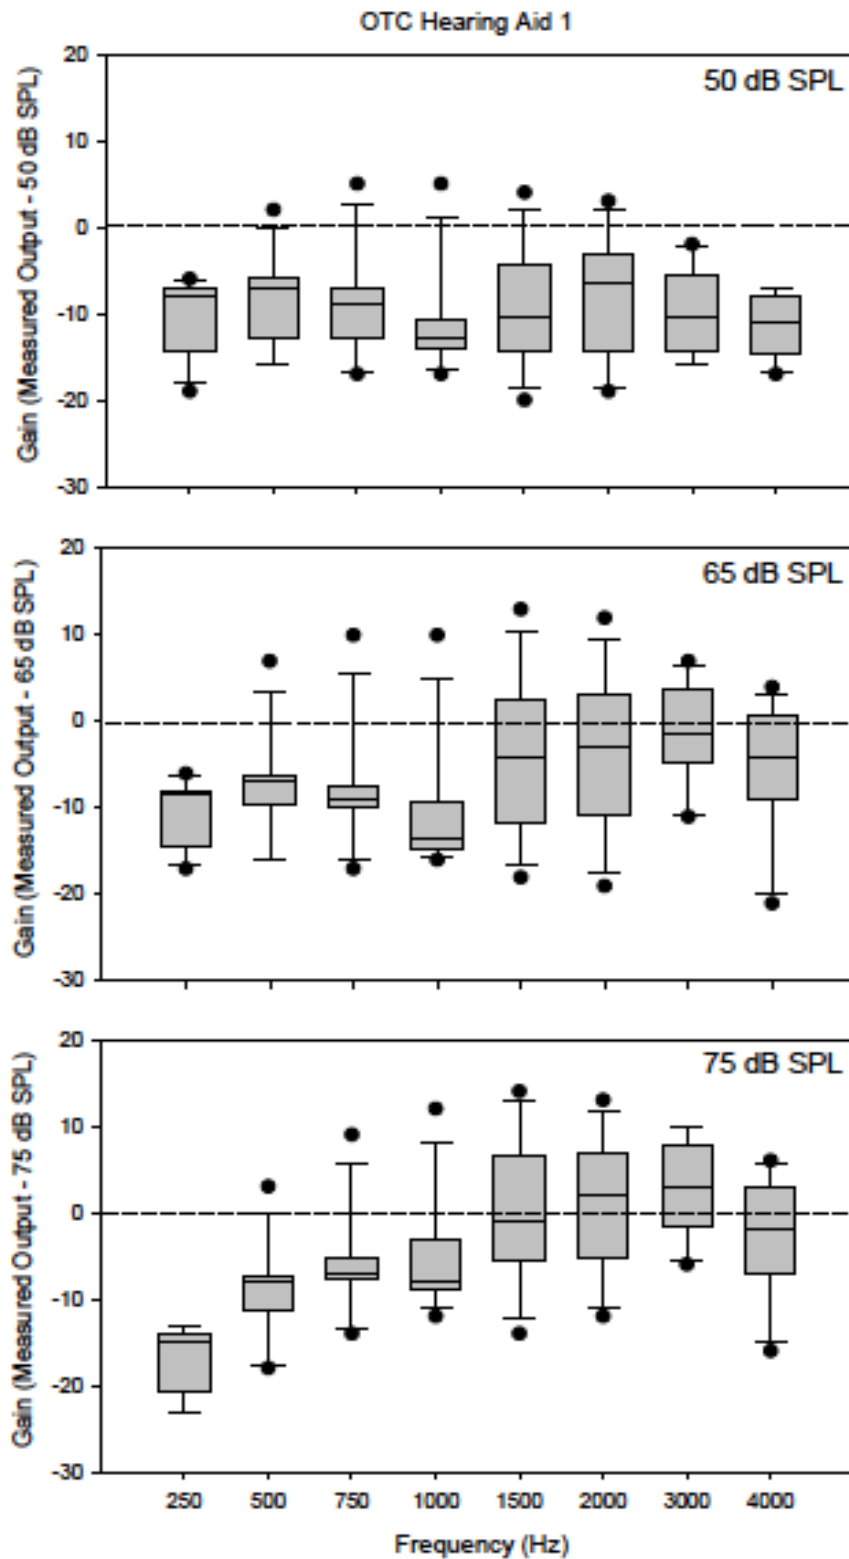 OTC Hearing Aid 1
50 dB SPL
Gain (Measured Output - 50 dB SPL)
20
10
0
-10
-20
-30
65 dB SPL
Gain (Measured Output - 65 dB SPL)
20
10
0
-10
-20
-30
75 dB SPL
Gain (Measured Output - 75 dB SPL)
20
10
0
-10
-20
-30
250 500 750 1000 1500 2000 3000 4000
Frequency (Hz)